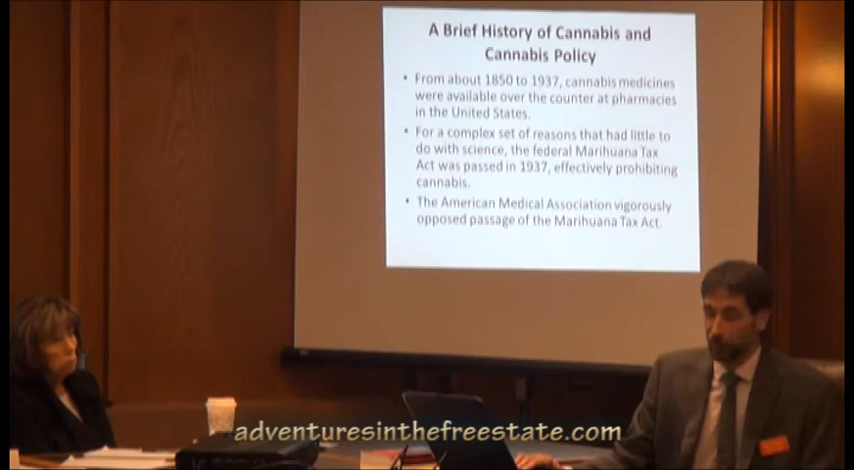 A Brief History of Cannabis and
Cannabis Policy
• From about 1850 to 1937, cannabis medicines
were available over the counter at pharmacies
in the United States.
• For a complex set of reasons that had little to
do with science, the federal Marihuana Tax
Act was passed in 1937, effectively prohibiting
cannabis.
• The American Medical Association vigorously
opposed passage of the Marihuana Tax Act.
adventuresinthefreestate.com